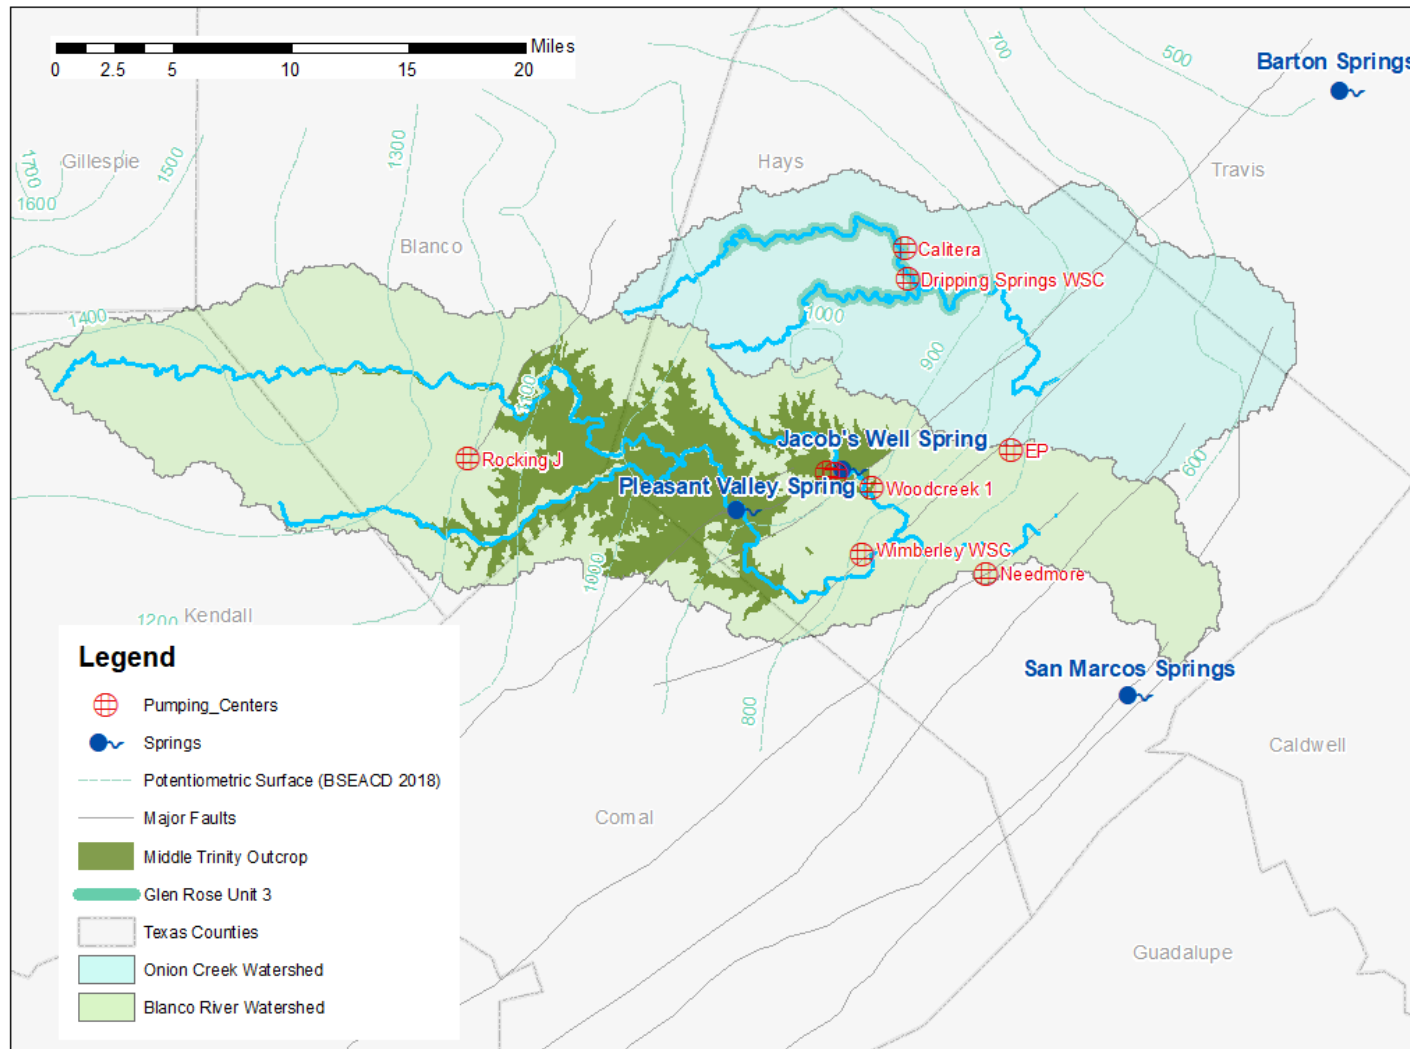 Miles
0 2.5 5 10 15 20
Barton Springs
700
500
Gillespie
1700
1600
1500
1300
Hays
Travis
Blanco
Calitera
Dripping Springs WSC
1400
1000
900
Jacob's Well Spring
EP
600
Rocking J
Pleasant Valley Spring
Woodcreek 1
Wimberley WSC
Needmore
1000
Kendall
1200
San Marcos Springs
800
Caldwell
Comal
Guadalupe
Legend
Pumping_Centers
Springs
Potentiometric Surface (BSEACD 2018)
Major Faults
Middle Trinity Outcrop
Glen Rose Unit 3
Texas Counties
Onion Creek Watershed
Blanco River Watershed